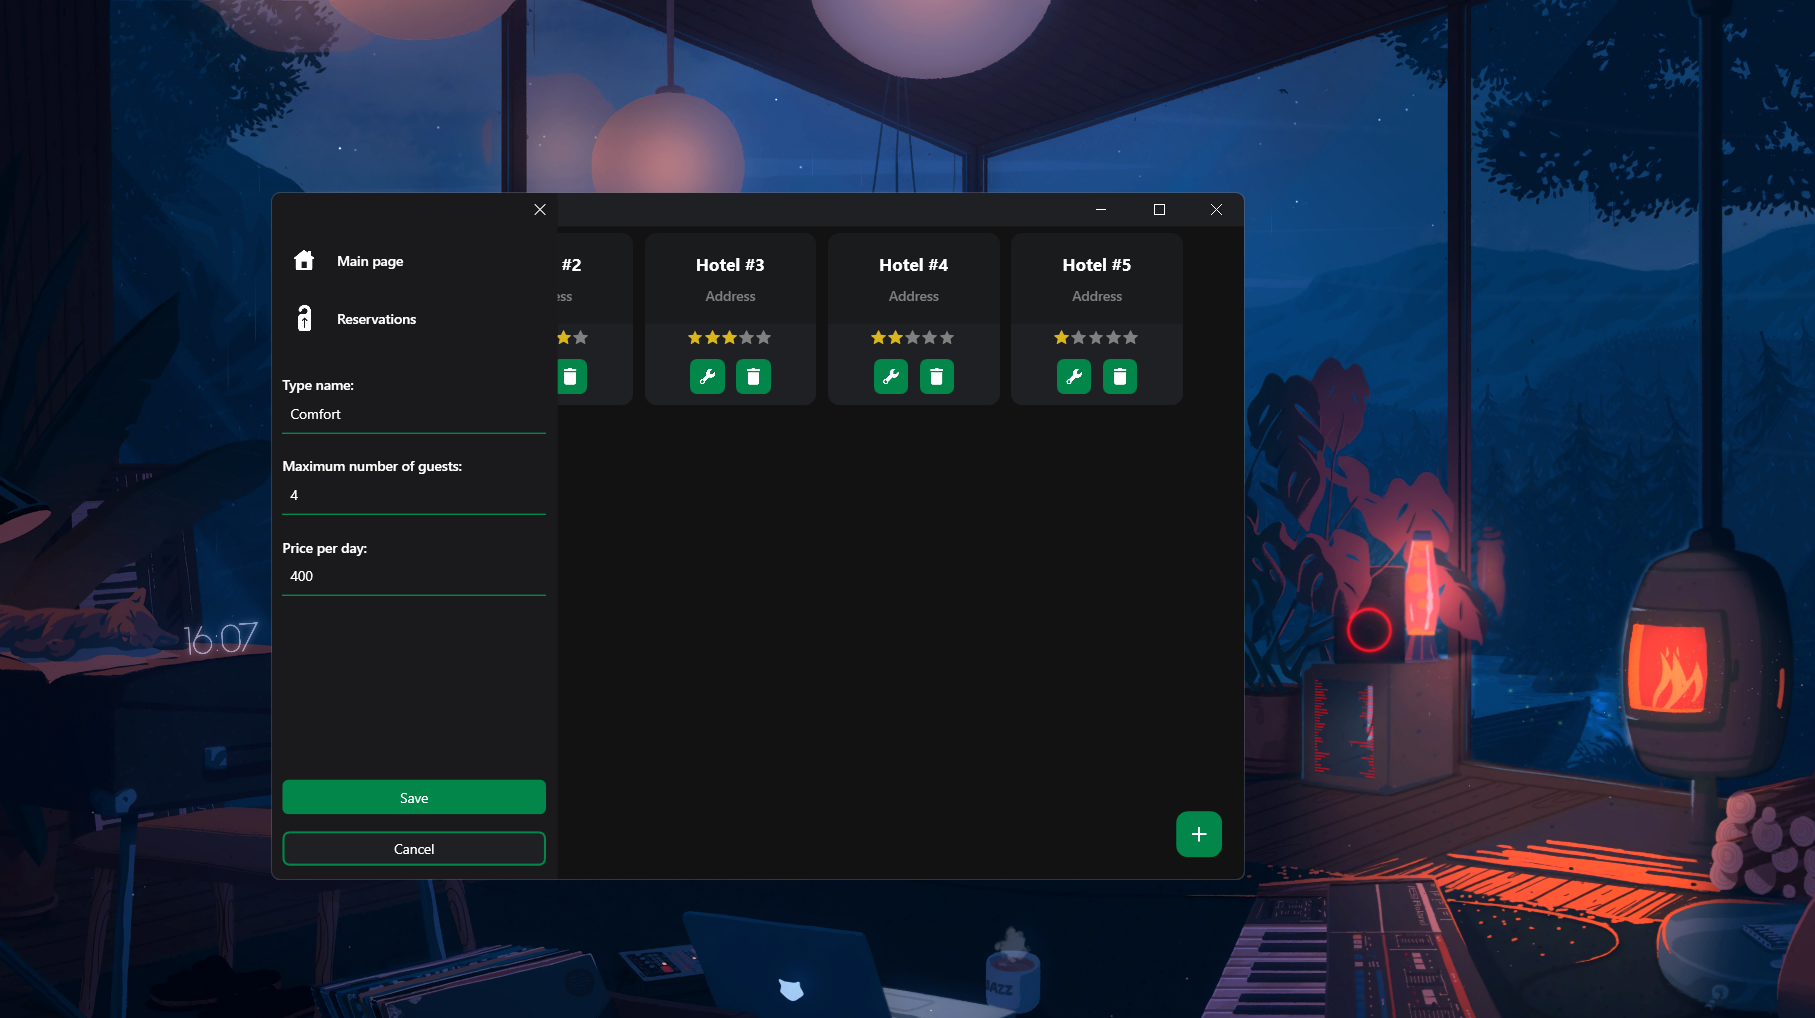 Main page
Reservations
Type name:
Comfort
Maximum number of guests:
4
Price per day:
400
Save
Cancel
#2
ess
Hotel #3
Address
Hotel #4
Address
Hotel #5
Address
16:07
JAZZ
Roland